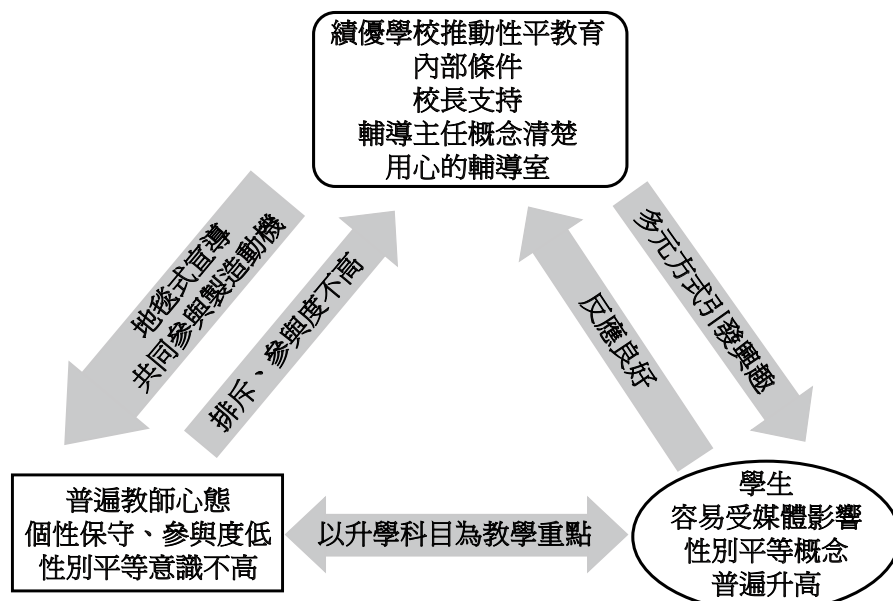 績優學校推動性平教育
內部條件
校長支持
輔導主任概念清楚
用心的輔導室
地毯式宣導
共同參與製造動機
排斥、參與度不高
反應良好
多元方式引發興趣
普遍教師心態
個性保守、參與度低
性別平等意識不高
以升學科目為教學重點
學生
容易受媒體影響
性別平等概念
普遍升高